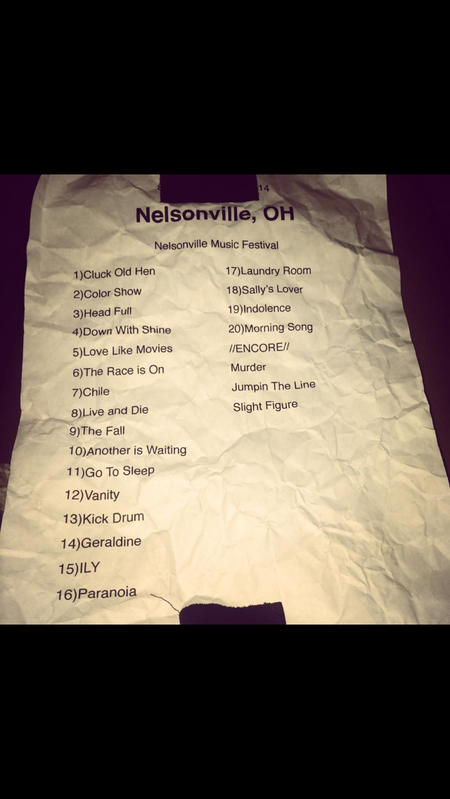 14
Nelsonville, OH
Nelsonville Music Festival
1)Cluck Old Hen
2)Color Show
3)Head Full
4)Down With Shine
5)Love Like Movies
6)The Race is On
7)Chile
8)Live and Die
9)The Fall
10)Another is Waiting
11)Go To Sleep
12)Vanity
13)Kick Drum
14)Geraldine
15)ILY
16)Paranoia
17)Laundry Room
18)Sally's Lover
19)Indolence
20)Morning Song
//ENCORE//
Murder
Jumpin The Line
Slight Figure